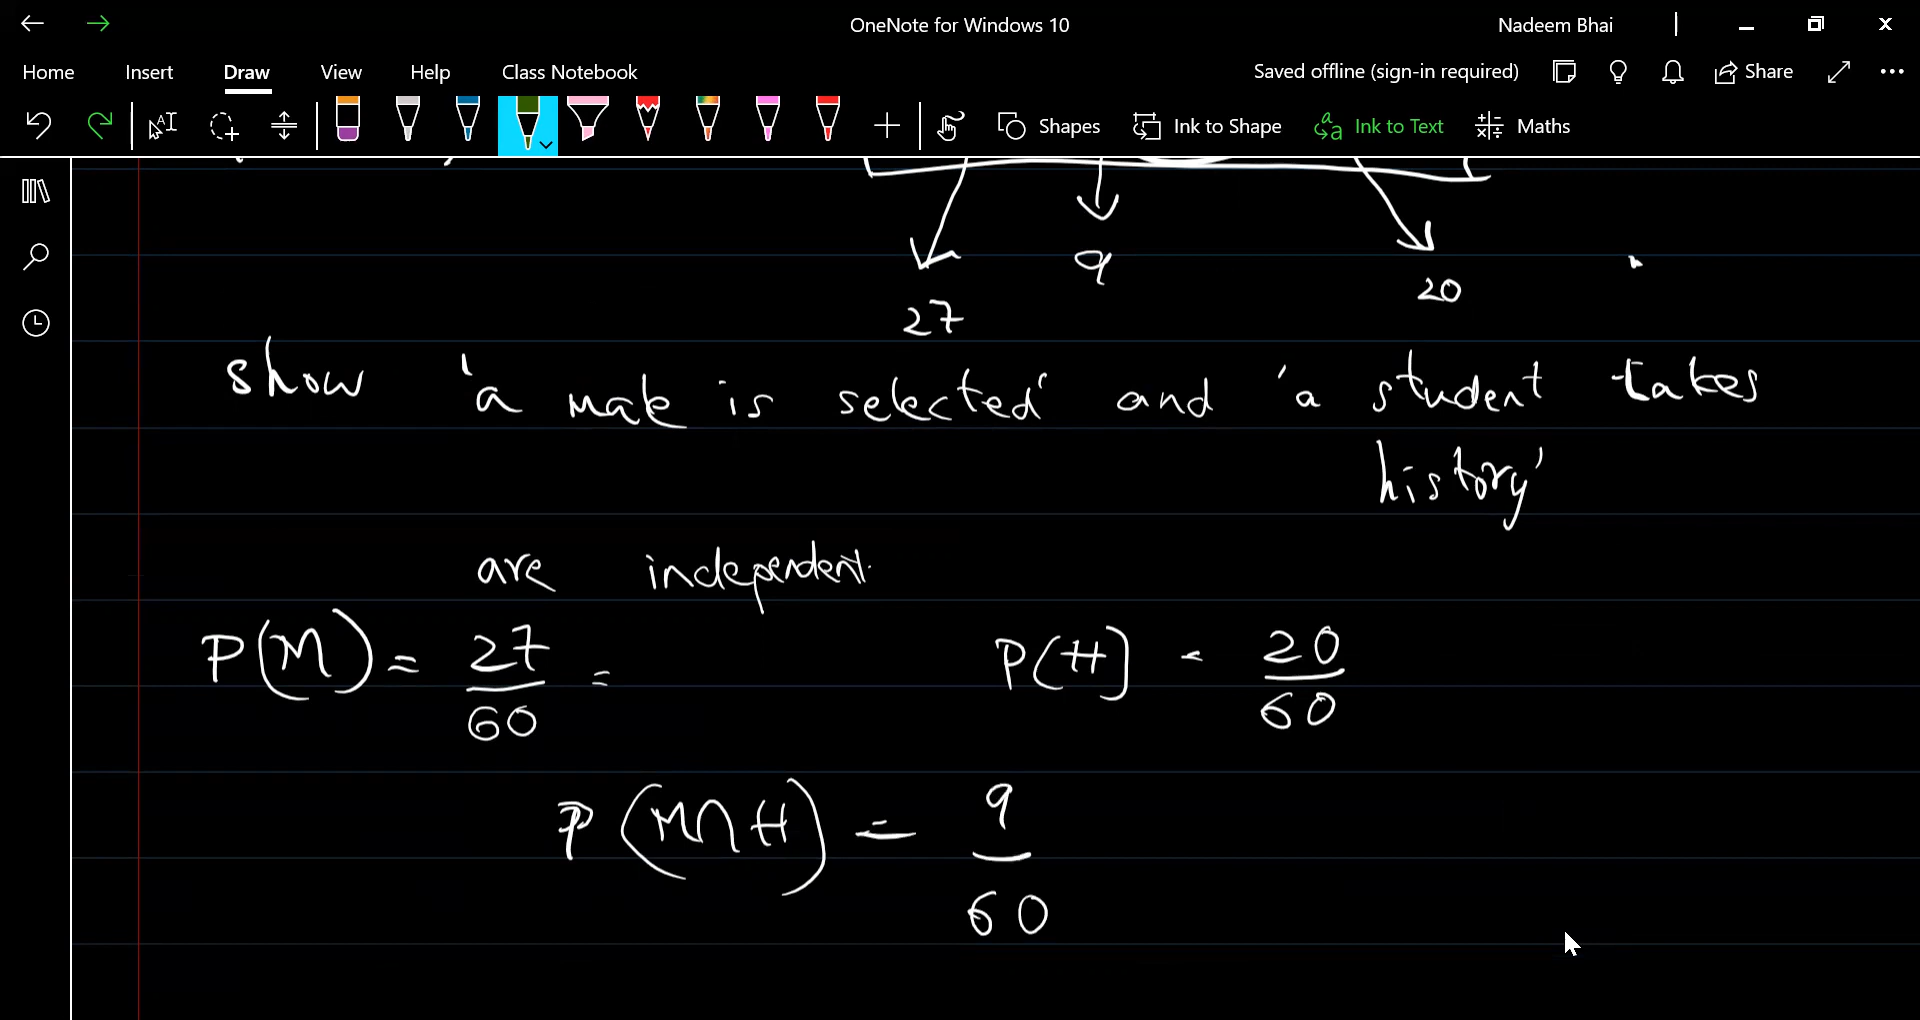 OneNote for Windows 10
Nadeem Bhai
Home Insert Draw View Help Class Notebook
Saved offline (sign-in required) Share
Shapes Ink to Shape Ink to Text Maths
27 9 20
show 'a male is selected' and 'a student takes
history'
are independent.
P(M) = 27/60 =
P(H) = 20/60
P(M∩H) = 9/60